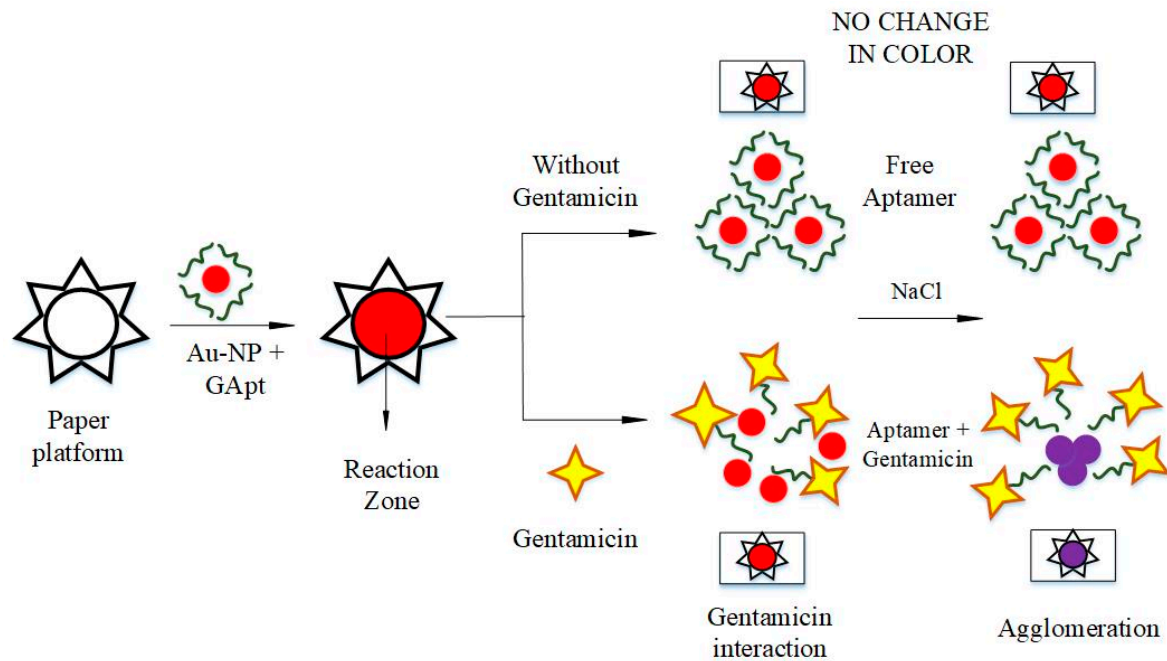 NO CHANGE
IN COLOR
Without
Gentamicin
Free
Aptamer
Au-NP +
GApt
NaCl
Paper
platform
Reaction
Zone
Gentamicin
Aptamer +
Gentamicin
Gentamicin
interaction
Agglomeration